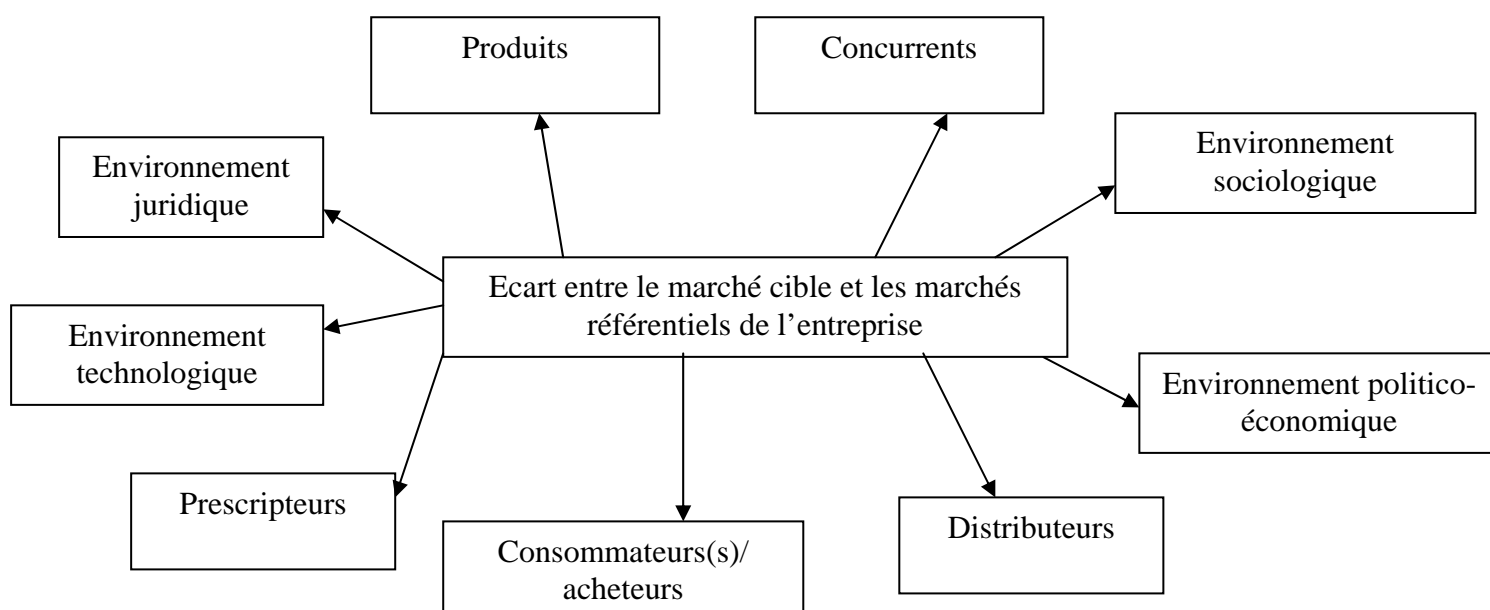 Produits
Concurrents
Environnement
juridique
Environnement
sociologique
Ecart entre le marché cible et les marchés
référentiels de l’entreprise
Environnement
technologique
Environnement politico-
économique
Prescripteurs
Distributeurs
Consommateurs(s)/
acheteurs